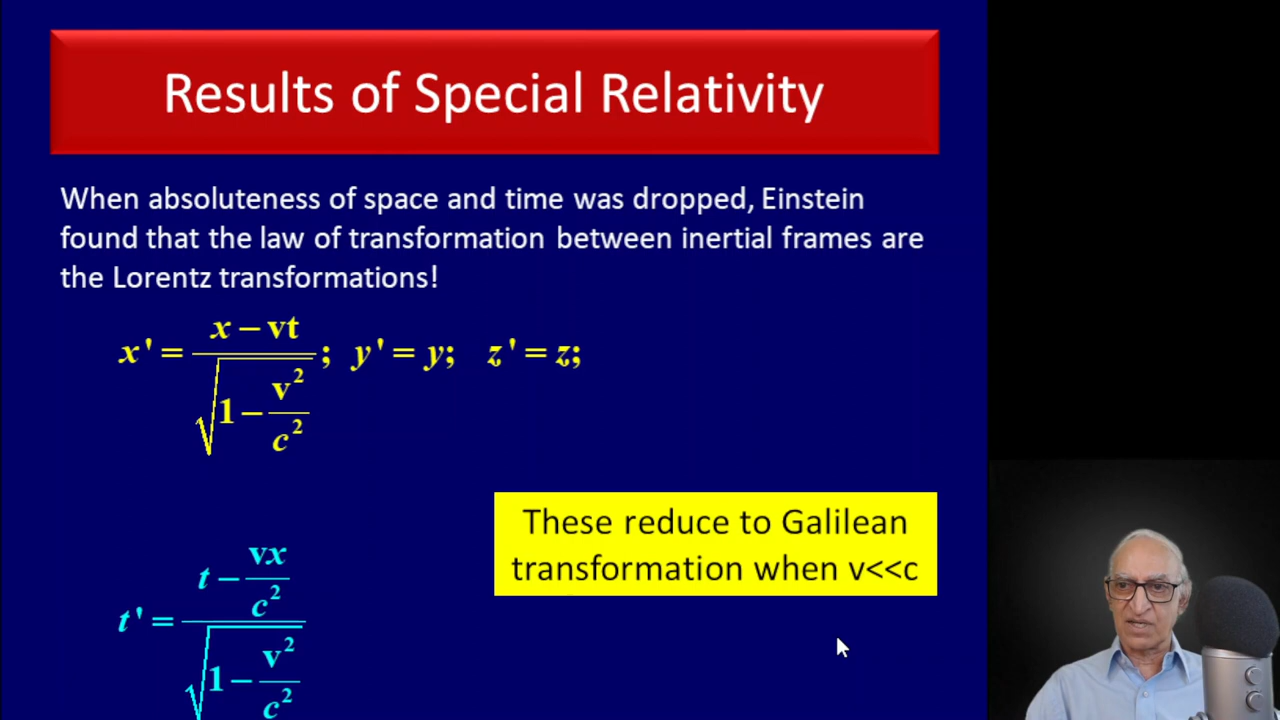 Results of Special Relativity
When absoluteness of space and time was dropped, Einstein
found that the law of transformation between inertial frames are
the Lorentz transformations!
x' = (x − vt) / √(1 − v²/c²) ; y' = y; z' = z;
These reduce to Galilean
transformation when v<<c
t' = (t − vx/c²) / √(1 − v²/c²)